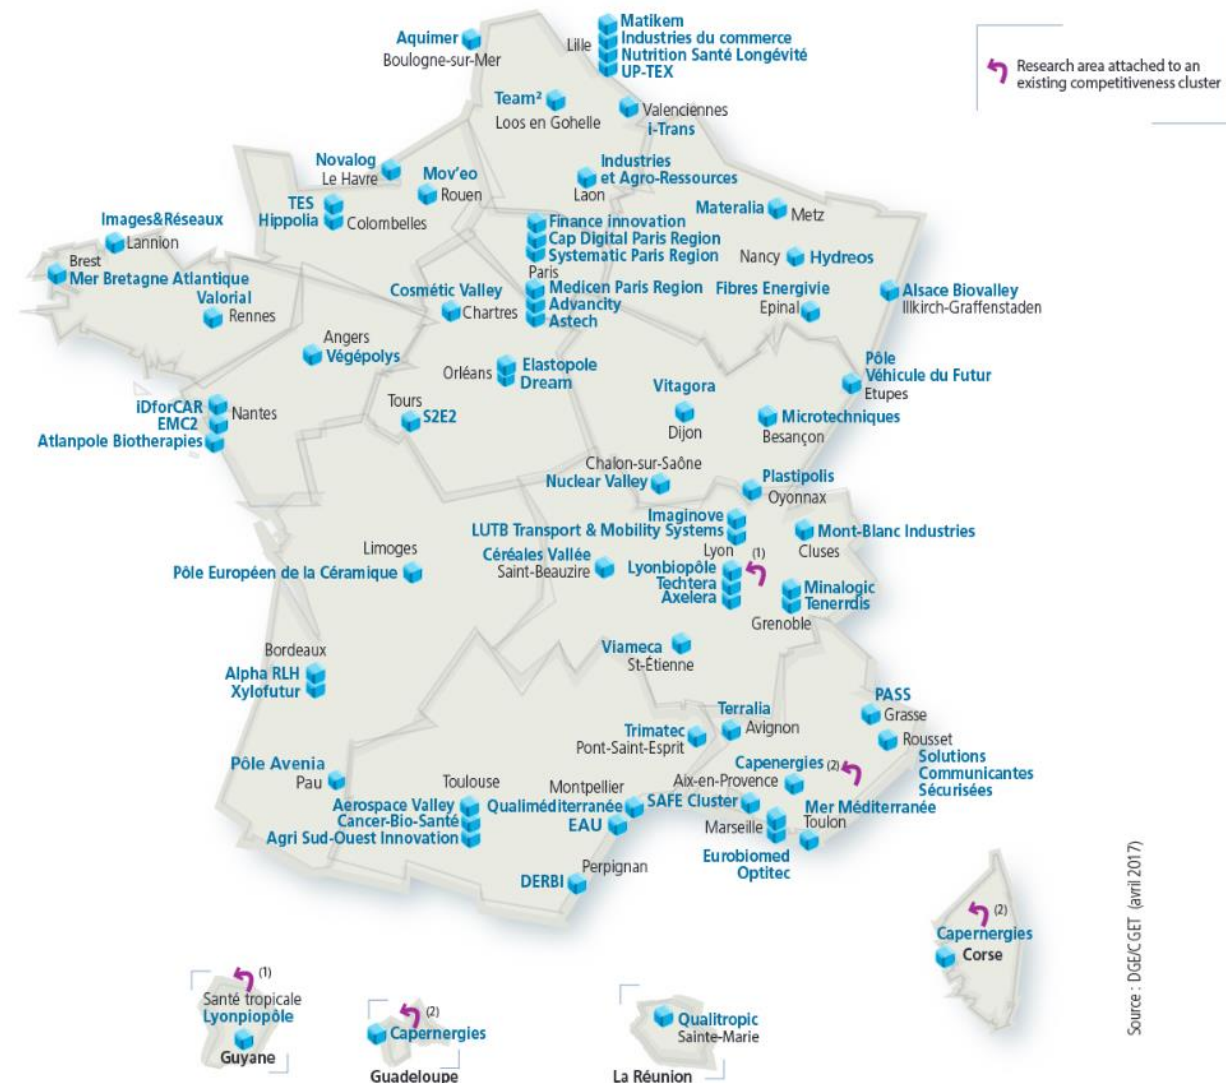 Matikem
Industries du commerce
Nutrition Santé Longévité
UP-TEX
Lille
Aquimer
Boulogne-sur-Mer
Research area attached to an
existing competitiveness cluster
Team²
Loos en Gohelle
Valenciennes
i-Trans
Novalog
Le Havre
Mov'eo
Rouen
Industries
et Agro-Ressources
Laon
TES
Hippolia
Colombelles
Materalia
Metz
Images&Réseaux
Lannion
Finance innovation
Cap Digital Paris Region
Systematic Paris Region
Paris
Medicen Paris Region
Advancity
Astech
Nancy
Hydreos
Brest
Mer Bretagne Atlantique
Valorial
Rennes
Cosmétic Valley
Chartres
Fibres Energivie
Epinal
Alsace Biovalley
Illkirch-Graffenstaden
Angers
Végépolys
Orléans
Elastopole
Dream
Pôle
Véhicule du Futur
Etupes
iDforCAR
EMC2
Atlanpole Biotherapies
Nantes
Tours
S2E2
Vitagora
Dijon
Microtechniques
Besançon
Chalon-sur-Saône
Nuclear Valley
Plastipolis
Oyonnax
Imaginove
LUTB Transport & Mobility Systems
Lyon
(1)
Lyonbiopôle
Techtera
Axelera
Mont-Blanc Industries
Cluses
Limoges
Pôle Européen de la Céramique
Céréales Vallée
Saint-Beauzire
Minalogic
Tenerrdis
Grenoble
Bordeaux
Alpha RLH
Xylofutur
Viameca
St-Étienne
PASS
Grasse
Terralia
Avignon
Trimatec
Pont-Saint-Esprit
Rousset
Solutions
Communicantes
Sécurisées
Pôle Avenia
Pau
Toulouse
Aerospace Valley
Cancer-Bio-Santé
Agri Sud-Ouest Innovation
Montpellier
Qualiméditerranée
EAU
Capenergies (2)
Aix-en-Provence
SAFE Cluster
Mer Méditerranée
Toulon
Marseille
Eurobiomed
Optitec
Perpignan
DERBI
(2)
Capernergies
Corse
Source : DGE/CGET (avril 2017)
(1)
Santé tropicale
Lyonpiopôle
Guyane
(2)
Capernergies
Guadeloupe
Qualitropic
Sainte-Marie
La Réunion